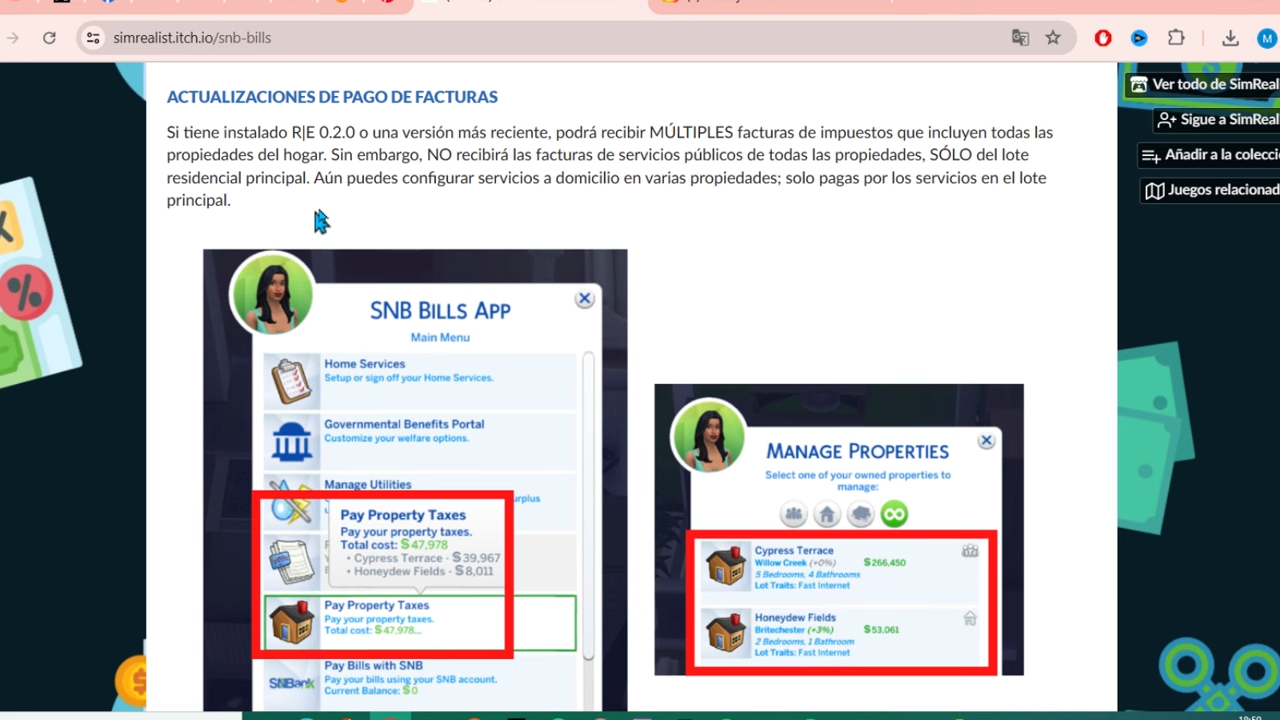 simrealist.itch.io/snb-bills
M
Ver todo de SimReal
Sigue a SimReal
Añadir a la colecci
Juegos relacionad
ACTUALIZACIONES DE PAGO DE FACTURAS
Si tiene instalado R|E 0.2.0 o una versión más reciente, podrá recibir MÚLTIPLES facturas de impuestos que incluyen todas las
propiedades del hogar. Sin embargo, NO recibirá las facturas de servicios públicos de todas las propiedades, SÓLO del lote
residencial principal. Aún puedes configurar servicios a domicilio en varias propiedades; solo pagas por los servicios en el lote
principal.
SNB BILLS APP
Main Menu
Home Services
Setup or sign off your Home Services.
Governmental Benefits Portal
Customize your welfare options.
Manage Utilities
urplus
Pay Property Taxes
Pay your property taxes.
Total cost: $47,978
• Cypress Terrace - $39,967
• Honeydew Fields - $8,011
Pay Property Taxes
Pay your property taxes.
Total cost: $47,978...
Pay Bills with SNB
Pay your bills using your SNB account.
Current Balance: $0
SNBank
MANAGE PROPERTIES
Select one of your owned properties to
manage:
Cypress Terrace
Willow Creek (+0%) $266,450
5 Bedrooms, 4 Bathrooms
Lot Traits: Fast Internet
Honeydew Fields
Britechester (+3%) $53,061
2 Bedrooms, 1 Bathroom
Lot Traits: Fast Internet
%